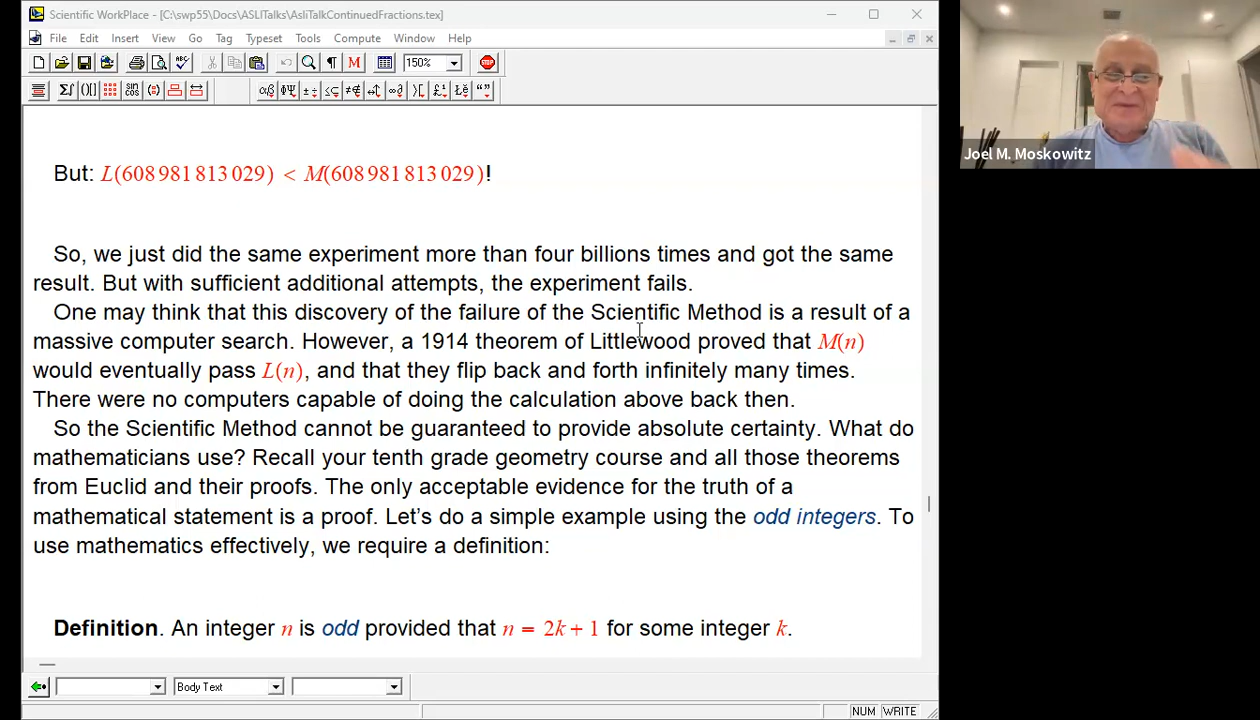 Scientific WorkPlace - [C:\swp55\Docs\ASLITalks\AsliTalkContinuedFractions.tex]
File Edit Insert View Go Tag Typeset Tools Compute Window Help
150%
STOP
But: L(608 981 813 029) < M(608 981 813 029)!
So, we just did the same experiment more than four billions times and got the same
result. But with sufficient additional attempts, the experiment fails.
One may think that this discovery of the failure of the Scientific Method is a result of a
massive computer search. However, a 1914 theorem of Littlewood proved that M(n)
would eventually pass L(n), and that they flip back and forth infinitely many times.
There were no computers capable of doing the calculation above back then.
So the Scientific Method cannot be guaranteed to provide absolute certainty. What do
mathematicians use? Recall your tenth grade geometry course and all those theorems
from Euclid and their proofs. The only acceptable evidence for the truth of a
mathematical statement is a proof. Let's do a simple example using the odd integers. To
use mathematics effectively, we require a definition:
Definition. An integer n is odd provided that n = 2k + 1 for some integer k.
Body Text
NUM WRITE
Joel M. Moskowitz